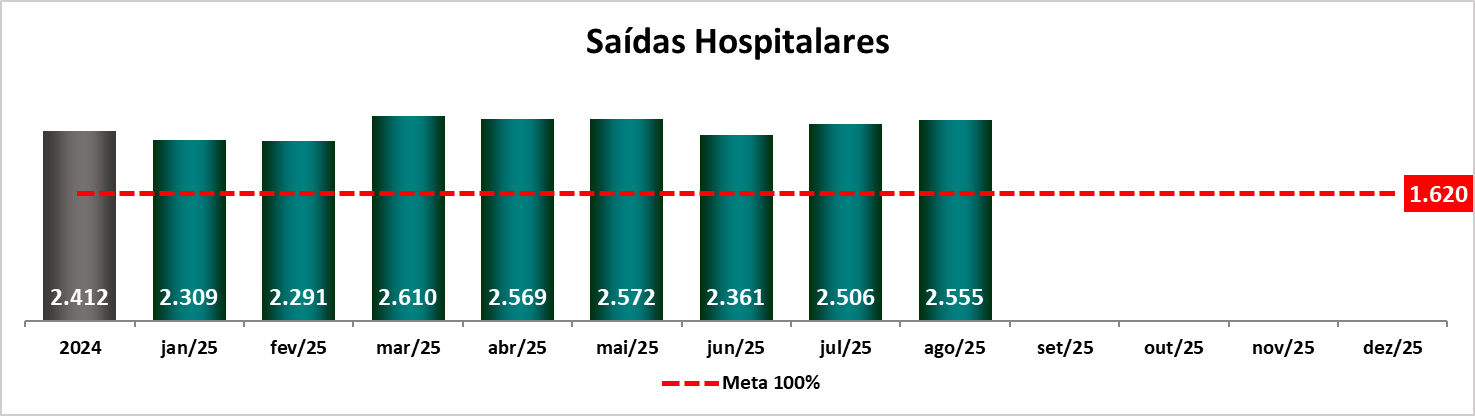 Saídas Hospitalares
1.620
2.412 2.309 2.291 2.610 2.569 2.572 2.361 2.506 2.555
2024 jan/25 fev/25 mar/25 abr/25 mai/25 jun/25 jul/25 ago/25 set/25 out/25 nov/25 dez/25
Meta 100%